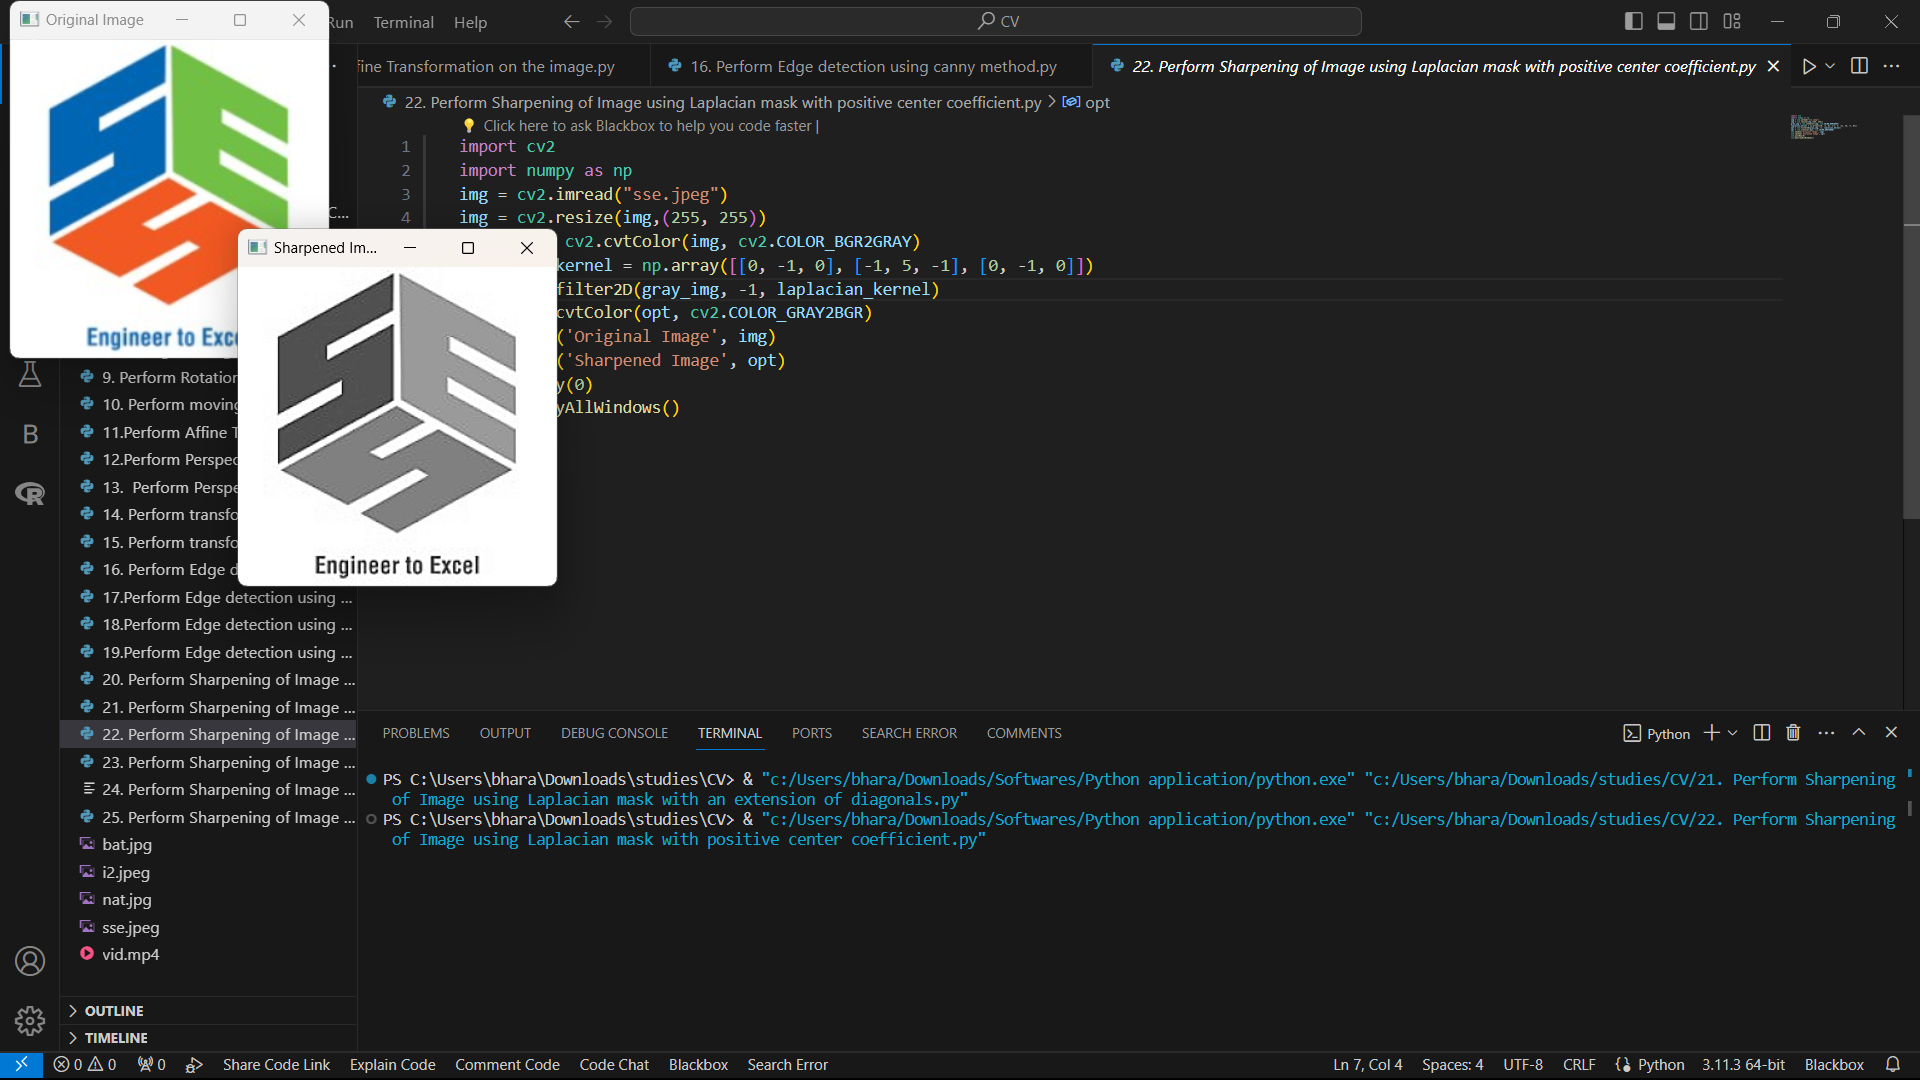 Original Image
Run Terminal Help
CV
fine Transformation on the image.py
16. Perform Edge detection using canny method.py
22. Perform Sharpening of Image using Laplacian mask with positive center coefficient.py
22. Perform Sharpening of Image using Laplacian mask with positive center coefficient.py > opt
Click here to ask Blackbox to help you code faster |
1 import cv2
2 import numpy as np
3 img = cv2.imread("sse.jpeg")
4 img = cv2.resize(img,(255, 255))
cv2.cvtColor(img, cv2.COLOR_BGR2GRAY)
kernel = np.array([[0, -1, 0], [-1, 5, -1], [0, -1, 0]])
filter2D(gray_img, -1, laplacian_kernel)
cvtColor(opt, cv2.COLOR_GRAY2BGR)
('Original Image', img)
('Sharpened Image', opt)
y(0)
yAllWindows()
C...
SES
Engineer to Exc
Sharpened Im...
SES
Engineer to Excel
9. Perform Rotation
10. Perform moving
11.Perform Affine T
12.Perform Perspec
13. Perform Perspe
14. Perform transfo
15. Perform transfo
16. Perform Edge d
17.Perform Edge detection using ...
18.Perform Edge detection using ...
19.Perform Edge detection using ...
20. Perform Sharpening of Image ...
21. Perform Sharpening of Image ...
22. Perform Sharpening of Image ...
23. Perform Sharpening of Image ...
24. Perform Sharpening of Image ...
25. Perform Sharpening of Image ...
bat.jpg
i2.jpeg
nat.jpg
sse.jpeg
vid.mp4
OUTLINE
TIMELINE
B
R
PROBLEMS OUTPUT DEBUG CONSOLE TERMINAL PORTS SEARCH ERROR COMMENTS
Python
PS C:\Users\bhara\Downloads\studies\CV> & "c:/Users/bhara/Downloads/Softwares/Python application/python.exe" "c:/Users/bhara/Downloads/studies/CV/21. Perform Sharpening
of Image using Laplacian mask with an extension of diagonals.py"
PS C:\Users\bhara\Downloads\studies\CV> & "c:/Users/bhara/Downloads/Softwares/Python application/python.exe" "c:/Users/bhara/Downloads/studies/CV/22. Perform Sharpening
of Image using Laplacian mask with positive center coefficient.py"
0 0 0 Share Code Link Explain Code Comment Code Code Chat Blackbox Search Error
Ln 7, Col 4 Spaces: 4 UTF-8 CRLF Python 3.11.3 64-bit Blackbox